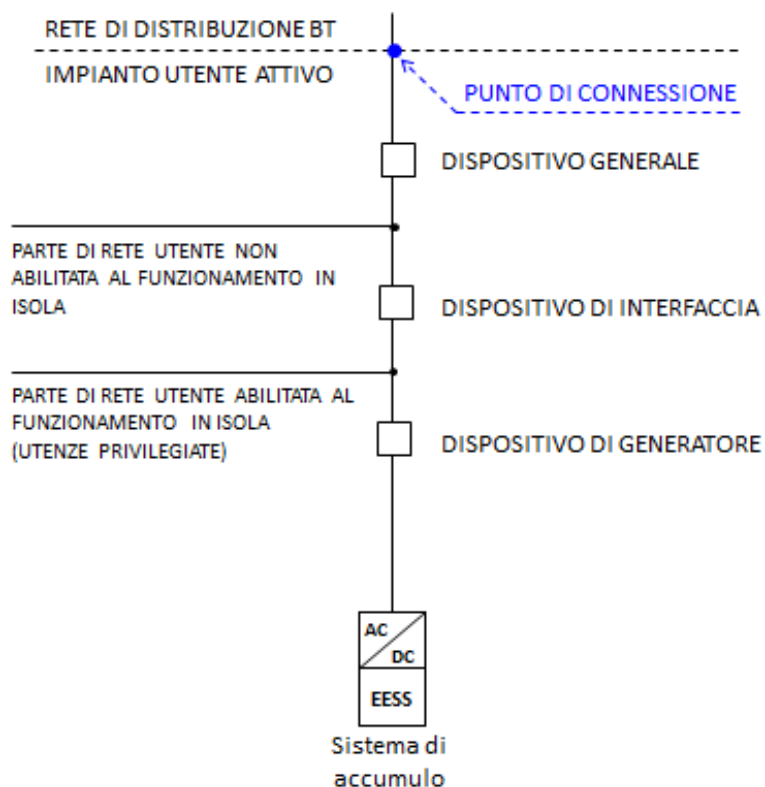 RETE DI DISTRIBUZIONE BT
IMPIANTO UTENTE ATTIVO
PUNTO DI CONNESSIONE
DISPOSITIVO GENERALE
PARTE DI RETE UTENTE NON
ABILITATA AL FUNZIONAMENTO IN
ISOLA
DISPOSITIVO DI INTERFACCIA
PARTE DI RETE UTENTE ABILITATA AL
FUNZIONAMENTO IN ISOLA
(UTENZE PRIVILEGIATE)
DISPOSITIVO DI GENERATORE
AC
DC
EESS
Sistema di
accumulo